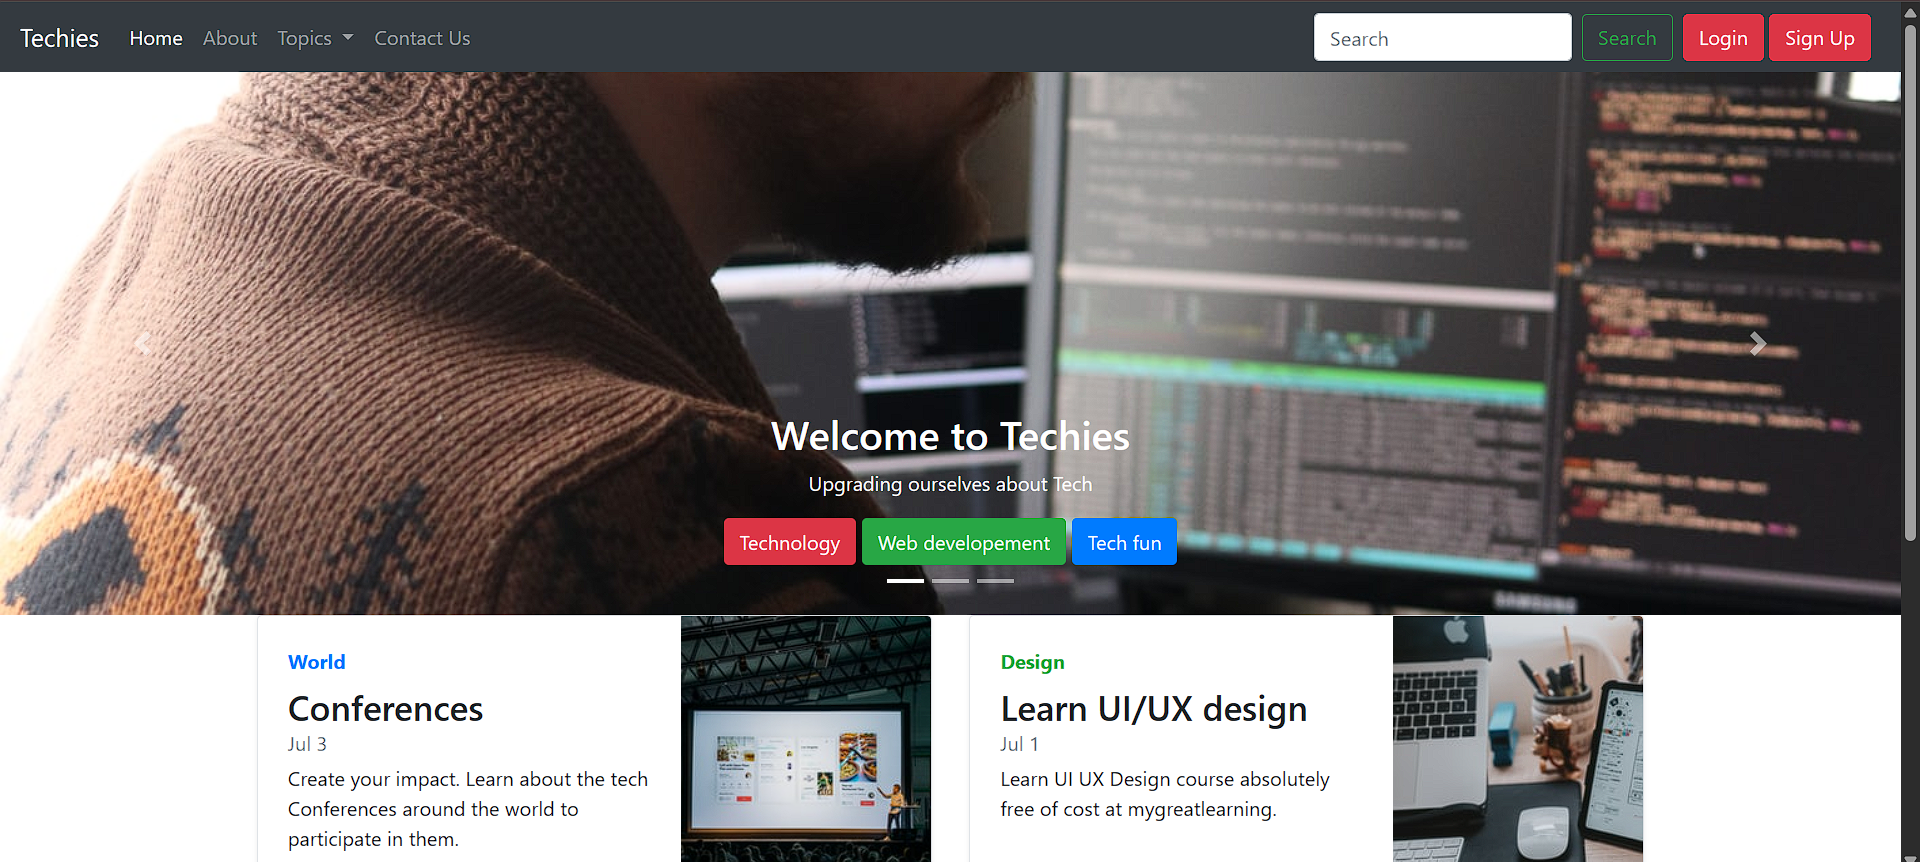 Techies Home About Topics Contact Us Search Search Login Sign Up
Welcome to Techies
Upgrading ourselves about Tech
Technology Web developement Tech fun
SAMSUNG
World
Conferences
Jul 3
Create your impact. Learn about the tech
Conferences around the world to
participate in them.
Design
Learn UI/UX design
Jul 1
Learn UI UX Design course absolutely
free of cost at mygreatlearning.